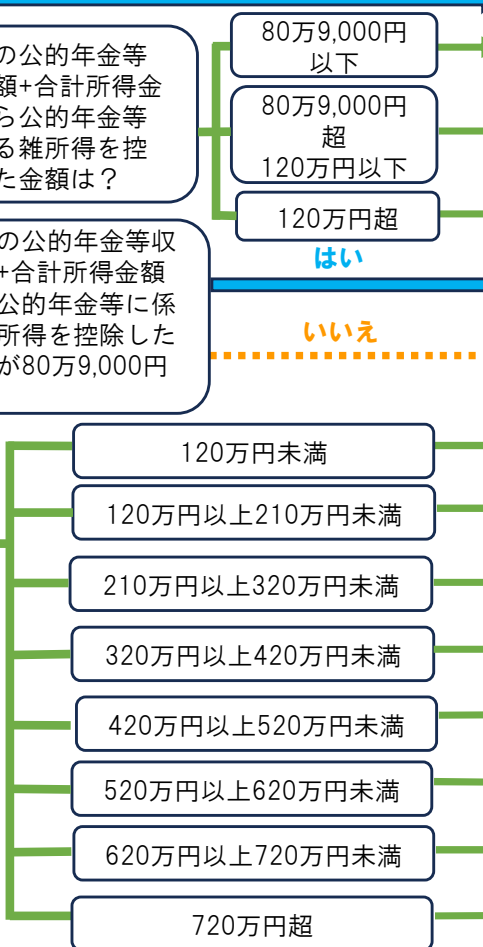 の公的年金等
額+合計所得金
ら公的年金等
る雑所得を控
た金額は？
80万9,000円
以下
80万9,000円
超
120万円以下
120万円超
の公的年金等収
+合計所得金額
公的年金等に係
所得を控除した
が80万9,000円
はい
いいえ
120万円未満
120万円以上210万円未満
210万円以上320万円未満
320万円以上420万円未満
420万円以上520万円未満
520万円以上620万円未満
620万円以上720万円未満
720万円超